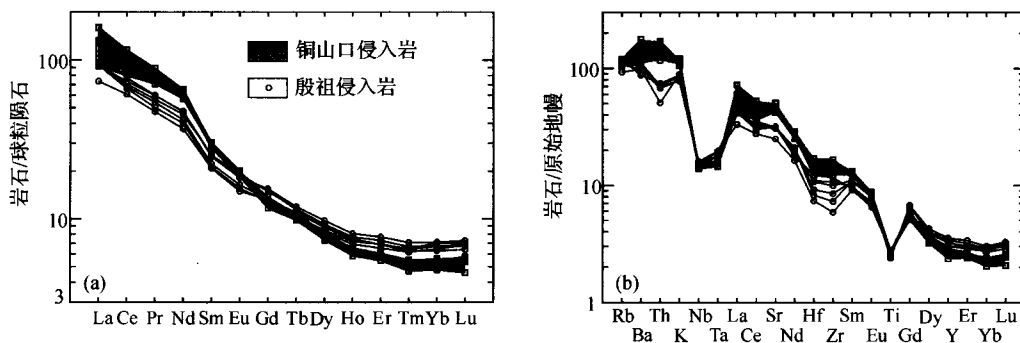 岩石/球粒陨石
100
10
3
铜山口侵入岩
殷祖侵入岩
(a)
La Ce Pr Nd Sm Eu Gd Tb Dy Ho Er Tm Yb Lu
岩石/原始地幔
100
10
1
(b)
Rb Th Nb La Sr Hf Sm Ti Dy Er Lu
Ba K Ta Ce Nd Zr Eu Gd Y Yb